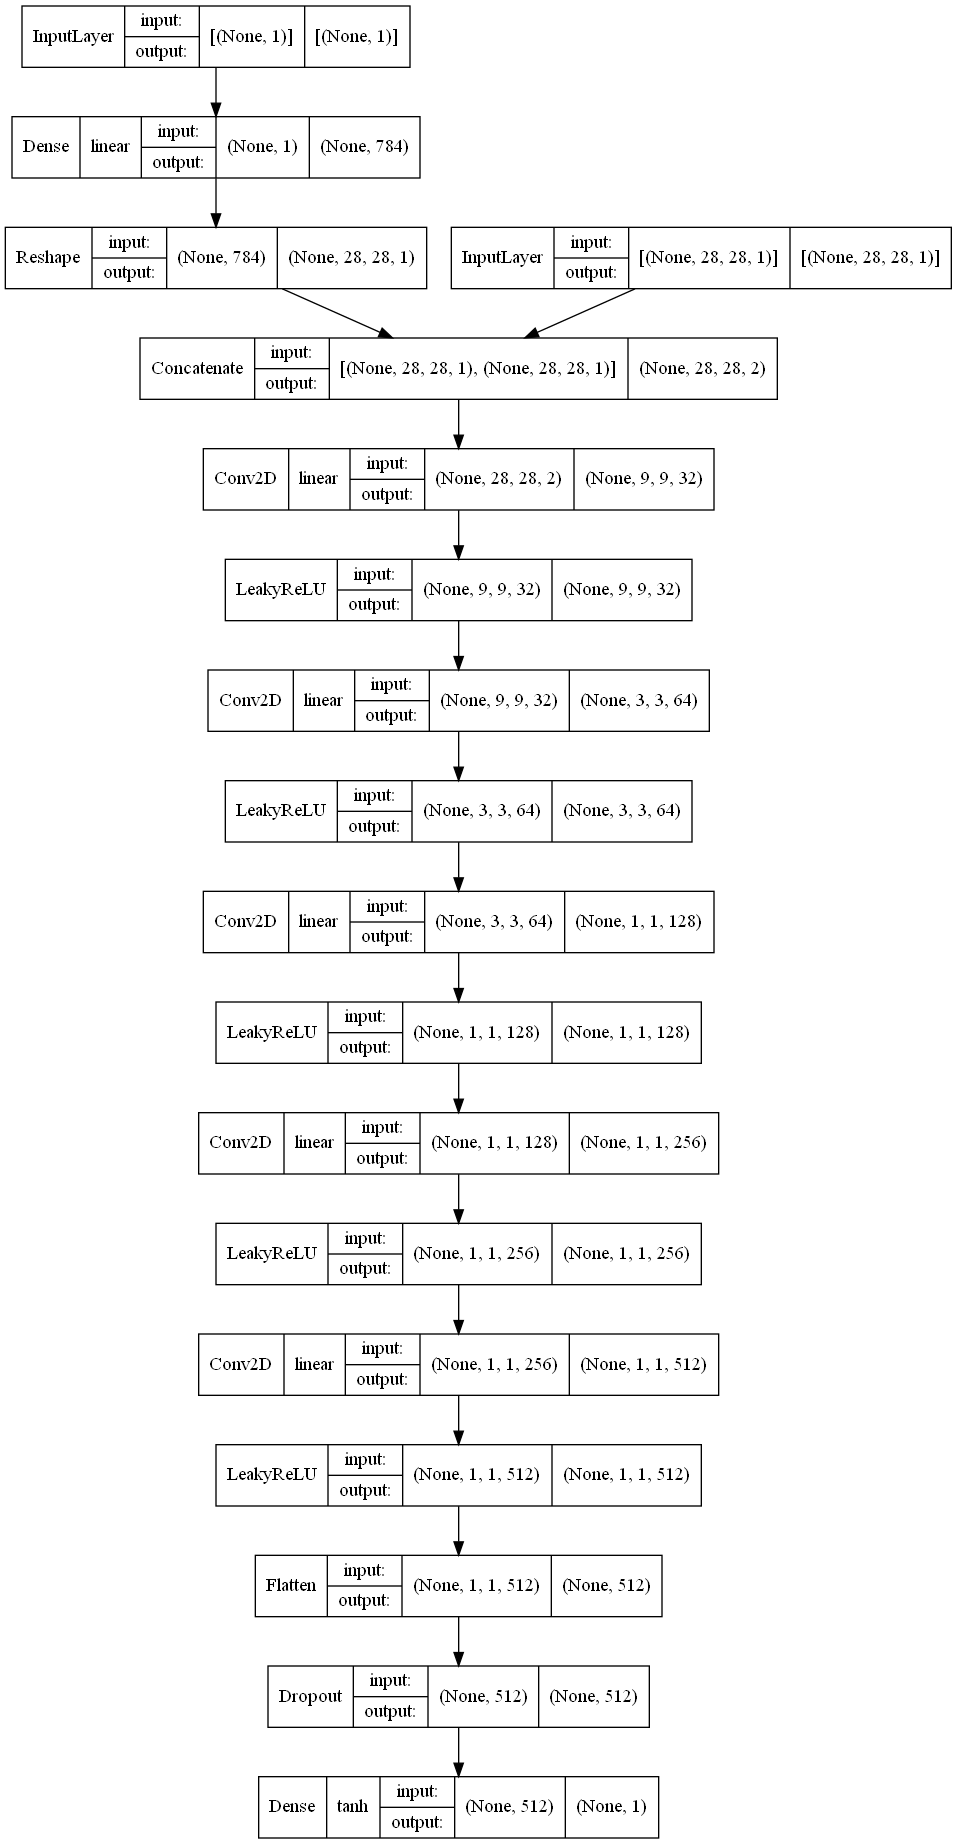 InputLayer input: output: [(None, 1)] [(None, 1)]
Dense linear input: output: (None, 1) (None, 784)
Reshape input: output: (None, 784) (None, 28, 28, 1)
InputLayer input: output: [(None, 28, 28, 1)] [(None, 28, 28, 1)]
Concatenate input: output: [(None, 28, 28, 1), (None, 28, 28, 1)] (None, 28, 28, 2)
Conv2D linear input: output: (None, 28, 28, 2) (None, 9, 9, 32)
LeakyReLU input: output: (None, 9, 9, 32) (None, 9, 9, 32)
Conv2D linear input: output: (None, 9, 9, 32) (None, 3, 3, 64)
LeakyReLU input: output: (None, 3, 3, 64) (None, 3, 3, 64)
Conv2D linear input: output: (None, 3, 3, 64) (None, 1, 1, 128)
LeakyReLU input: output: (None, 1, 1, 128) (None, 1, 1, 128)
Conv2D linear input: output: (None, 1, 1, 128) (None, 1, 1, 256)
LeakyReLU input: output: (None, 1, 1, 256) (None, 1, 1, 256)
Conv2D linear input: output: (None, 1, 1, 256) (None, 1, 1, 512)
LeakyReLU input: output: (None, 1, 1, 512) (None, 1, 1, 512)
Flatten input: output: (None, 1, 1, 512) (None, 512)
Dropout input: output: (None, 512) (None, 512)
Dense tanh input: output: (None, 512) (None, 1)